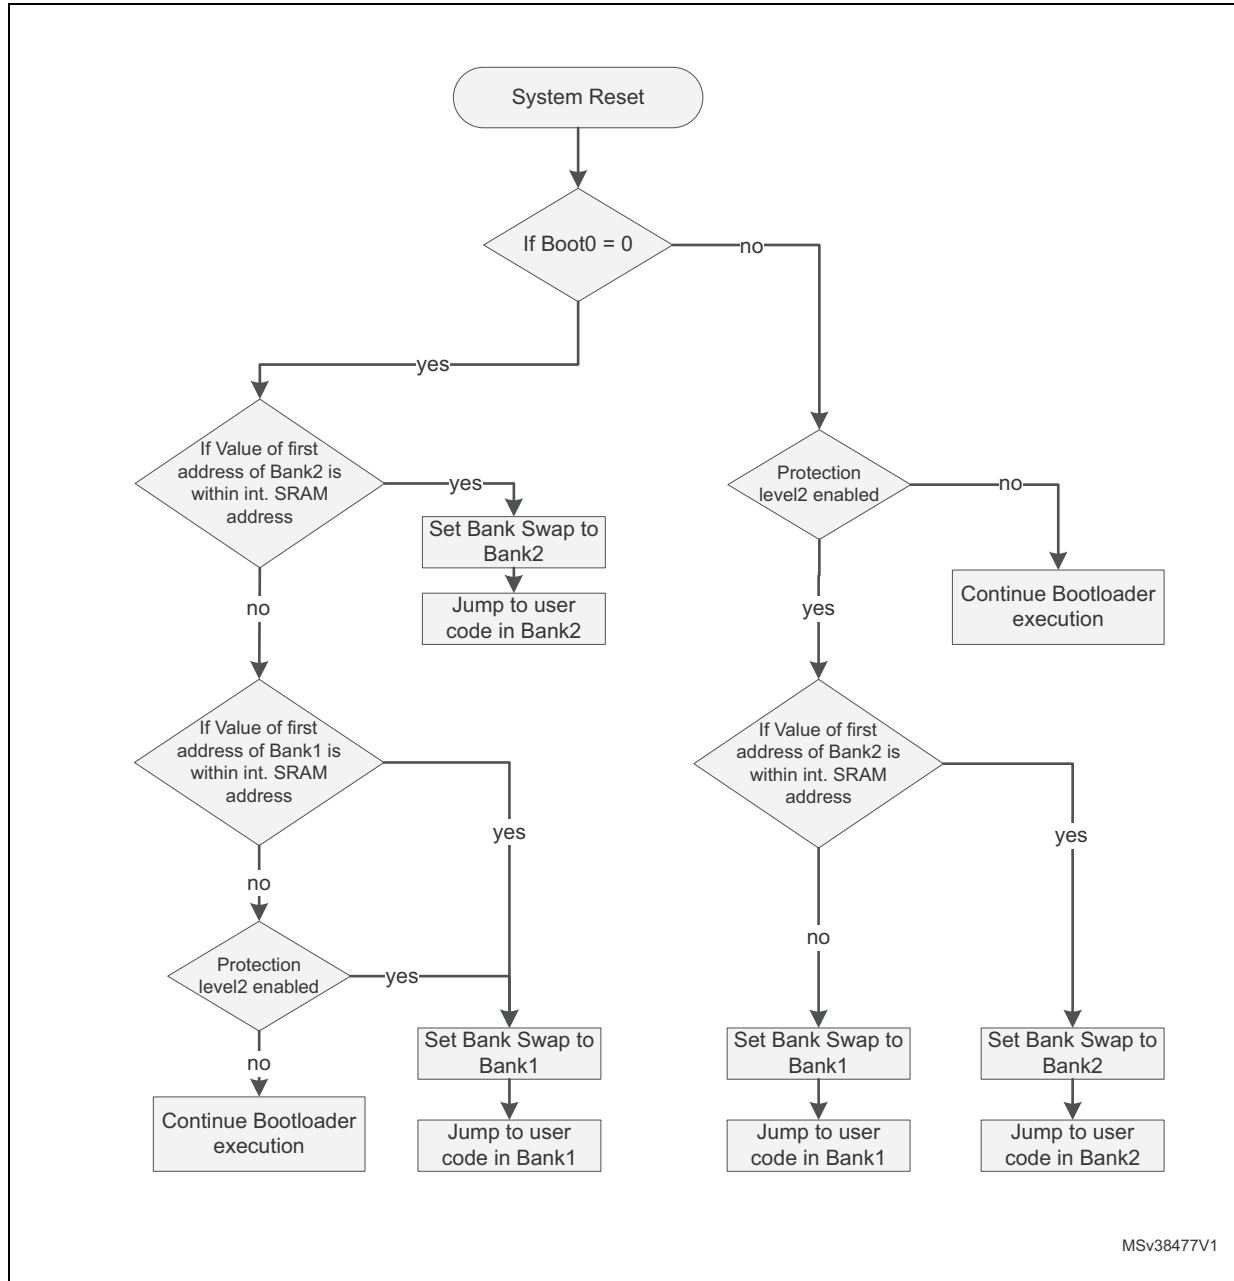 System Reset
If Boot0 = 0
no
yes
If Value of first
address of Bank2 is
within int. SRAM
address
yes
Set Bank Swap to
Bank2
Jump to user
code in Bank2
no
If Value of first
address of Bank1 is
within int. SRAM
address
yes
no
Protection
level2 enabled
yes
no
Continue Bootloader
execution
Set Bank Swap to
Bank1
Jump to user
code in Bank1
Protection
level2 enabled
no
Continue Bootloader
execution
yes
If Value of first
address of Bank2 is
within int. SRAM
address
yes
no
Set Bank Swap to
Bank1
Jump to user
code in Bank1
Set Bank Swap to
Bank2
Jump to user
code in Bank2
MSv38477V1